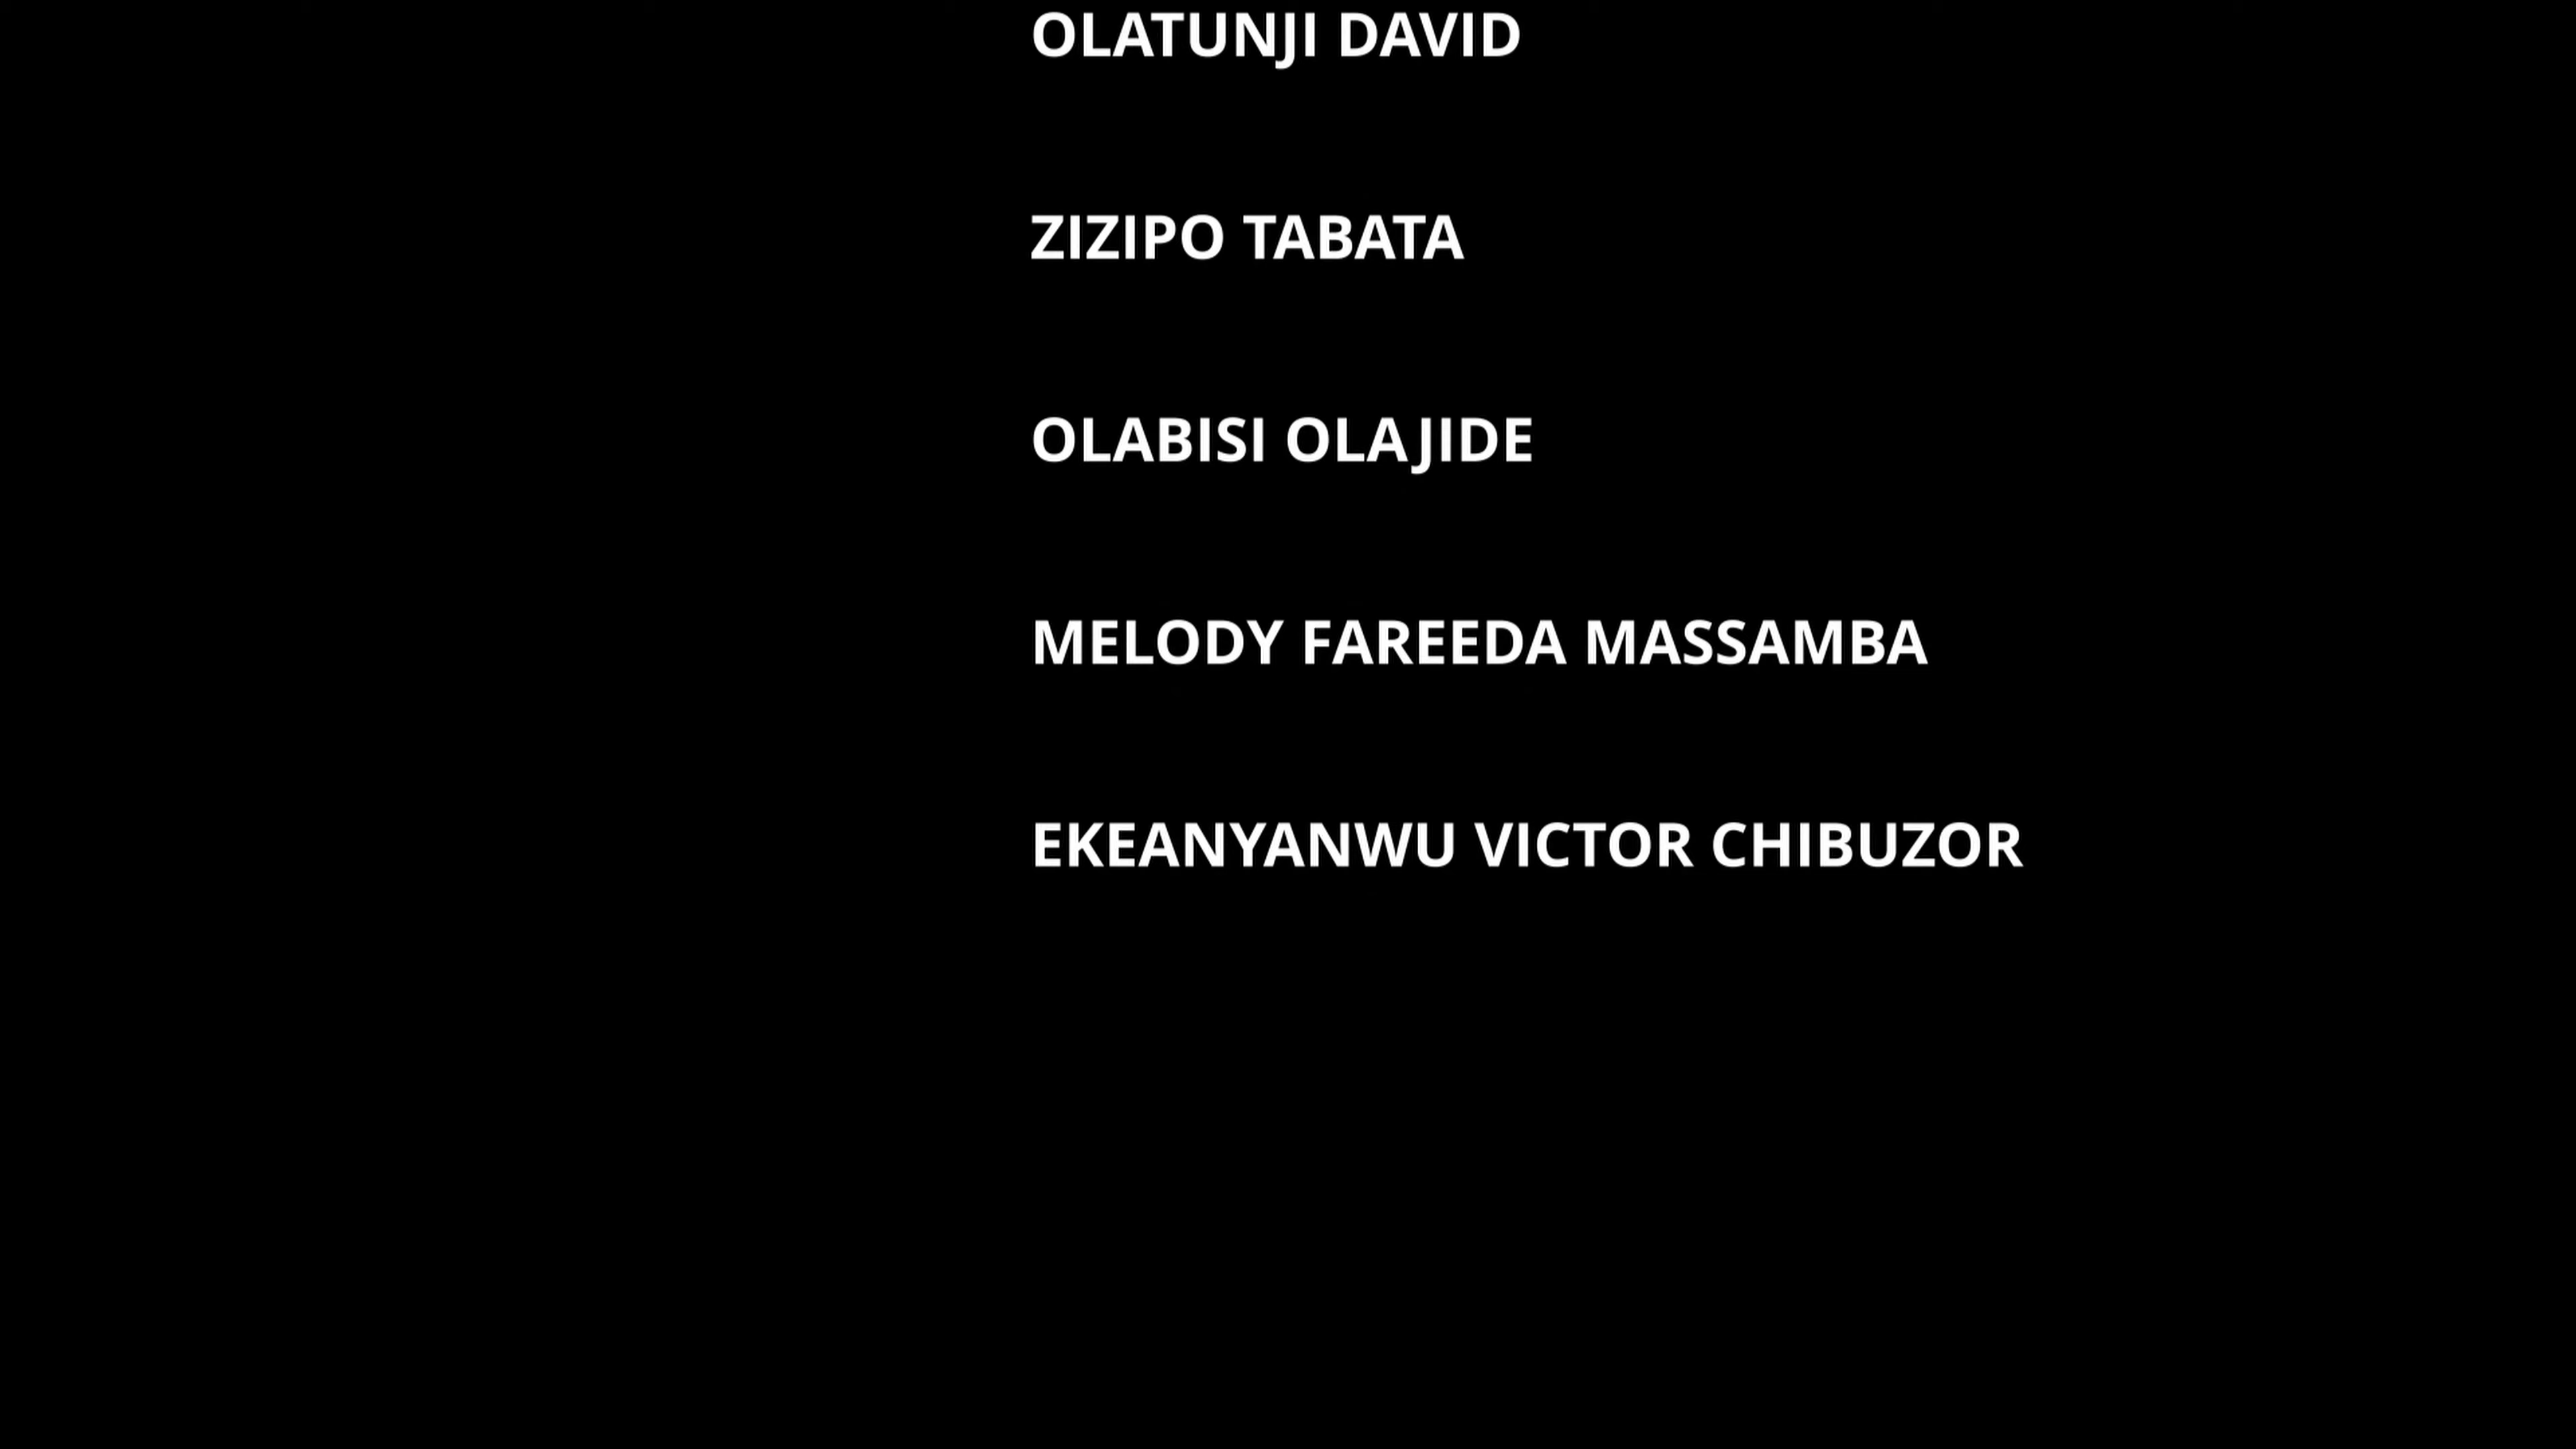 OLATUNJI DAVID
ZIZIPO TABATA
OLABISI OLAJIDE
MELODY FAREEDA MASSAMBA
EKEANYANWU VICTOR CHIBUZOR